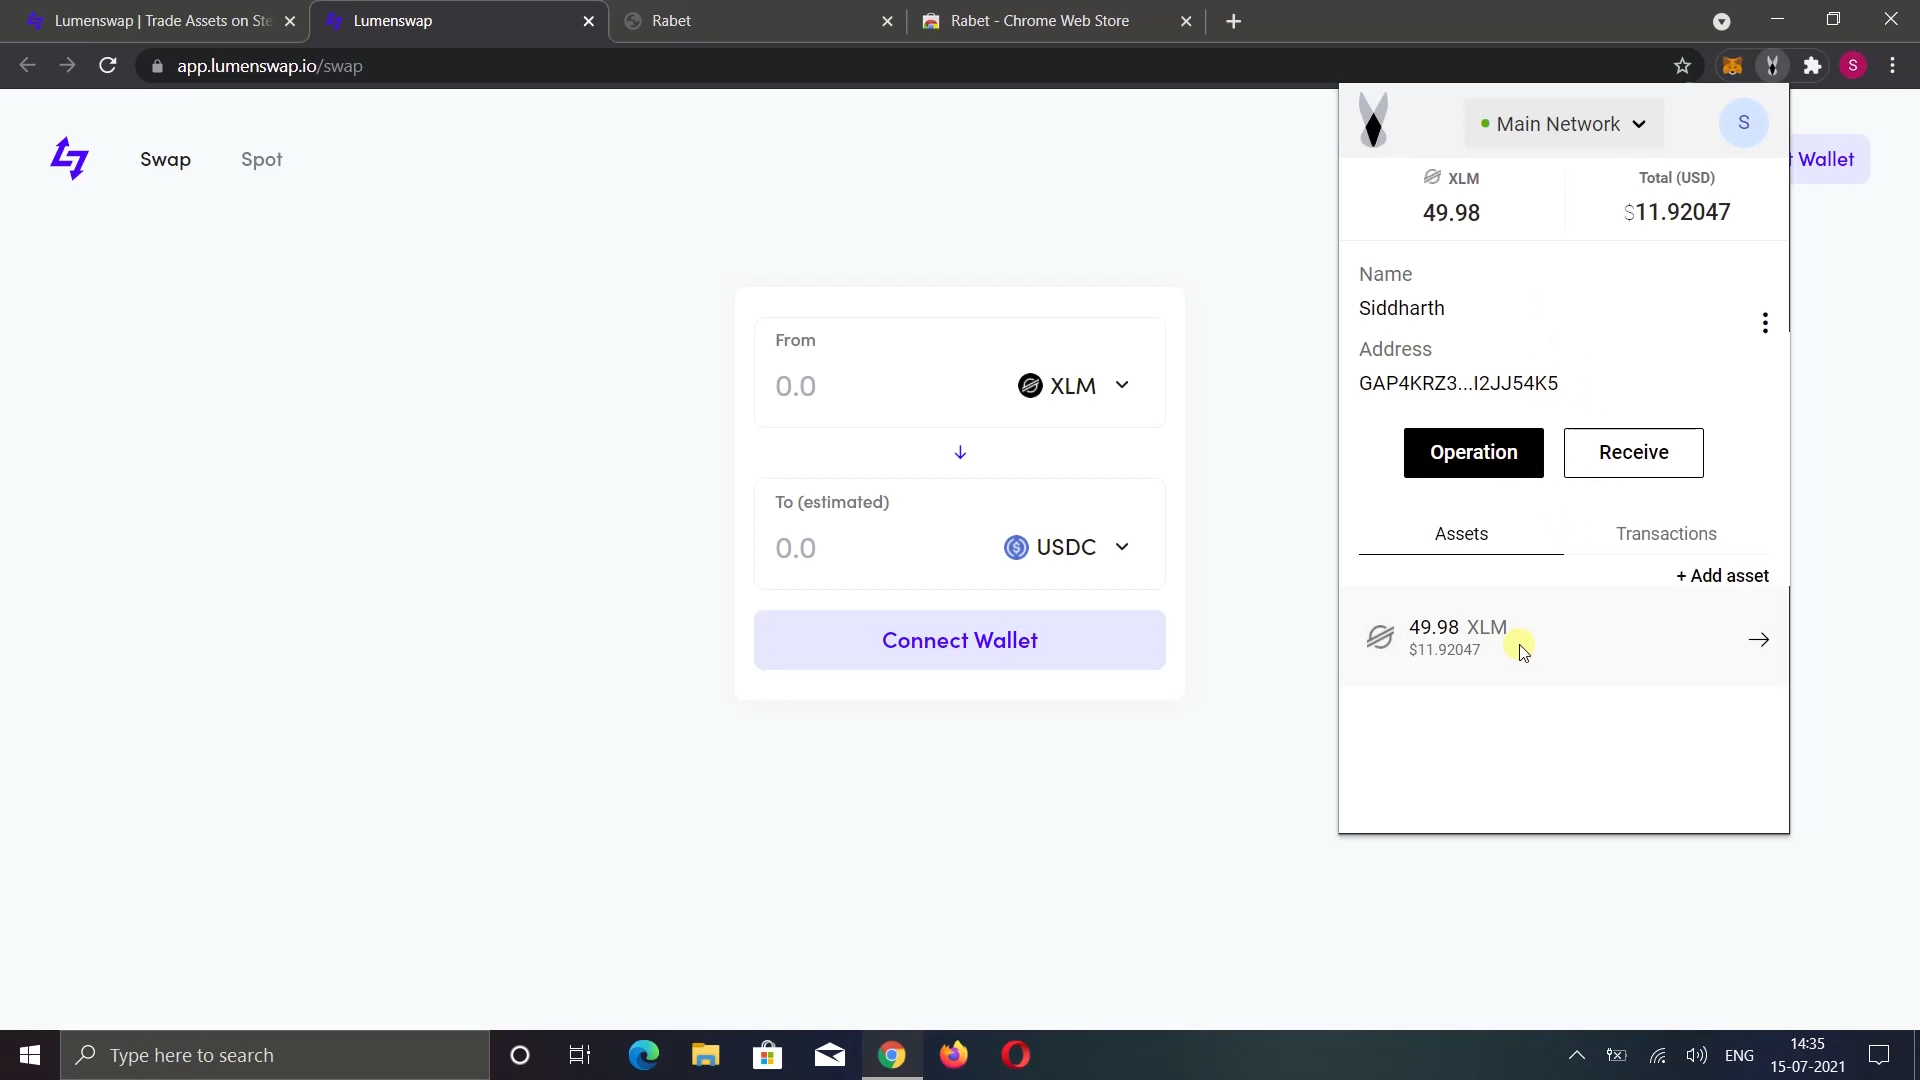 Lumenswap | Trade Assets on Ste
Lumenswap
Rabet
Rabet - Chrome Web Store
app.lumenswap.io/swap
S
Swap
Spot
Wallet
Main Network
S
XLM
49.98
Total (USD)
$11.92047
Name
Siddharth
Address
GAP4KRZ3...I2JJ54K5
Operation
Receive
Assets
Transactions
+ Add asset
49.98 XLM
$11.92047
From
0.0
XLM
To (estimated)
0.0
USDC
Connect Wallet
Type here to search
ENG
14:35
15-07-2021